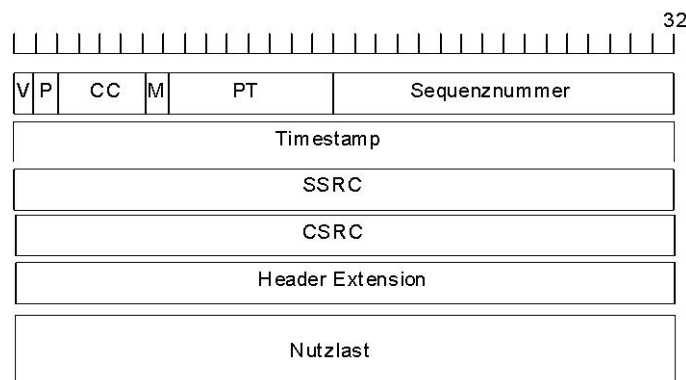 32
V P CC M PT Sequenznummer
Timestamp
SSRC
CSRC
Header Extension
Nutzlast